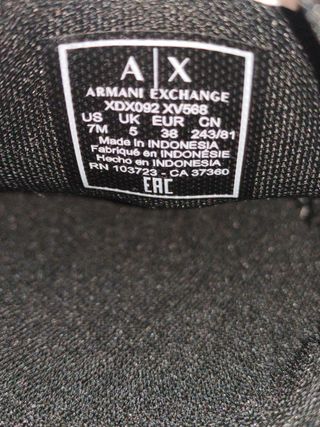 A|X
ARMANI EXCHANGE
XDX092 XV568
US UK EUR CN
7M 5 38 243/81
Made in INDONESIA
Fabriqué en INDONÉSIE
Hecho en INDONESIA
RN 103723 - CA 37360
EAC